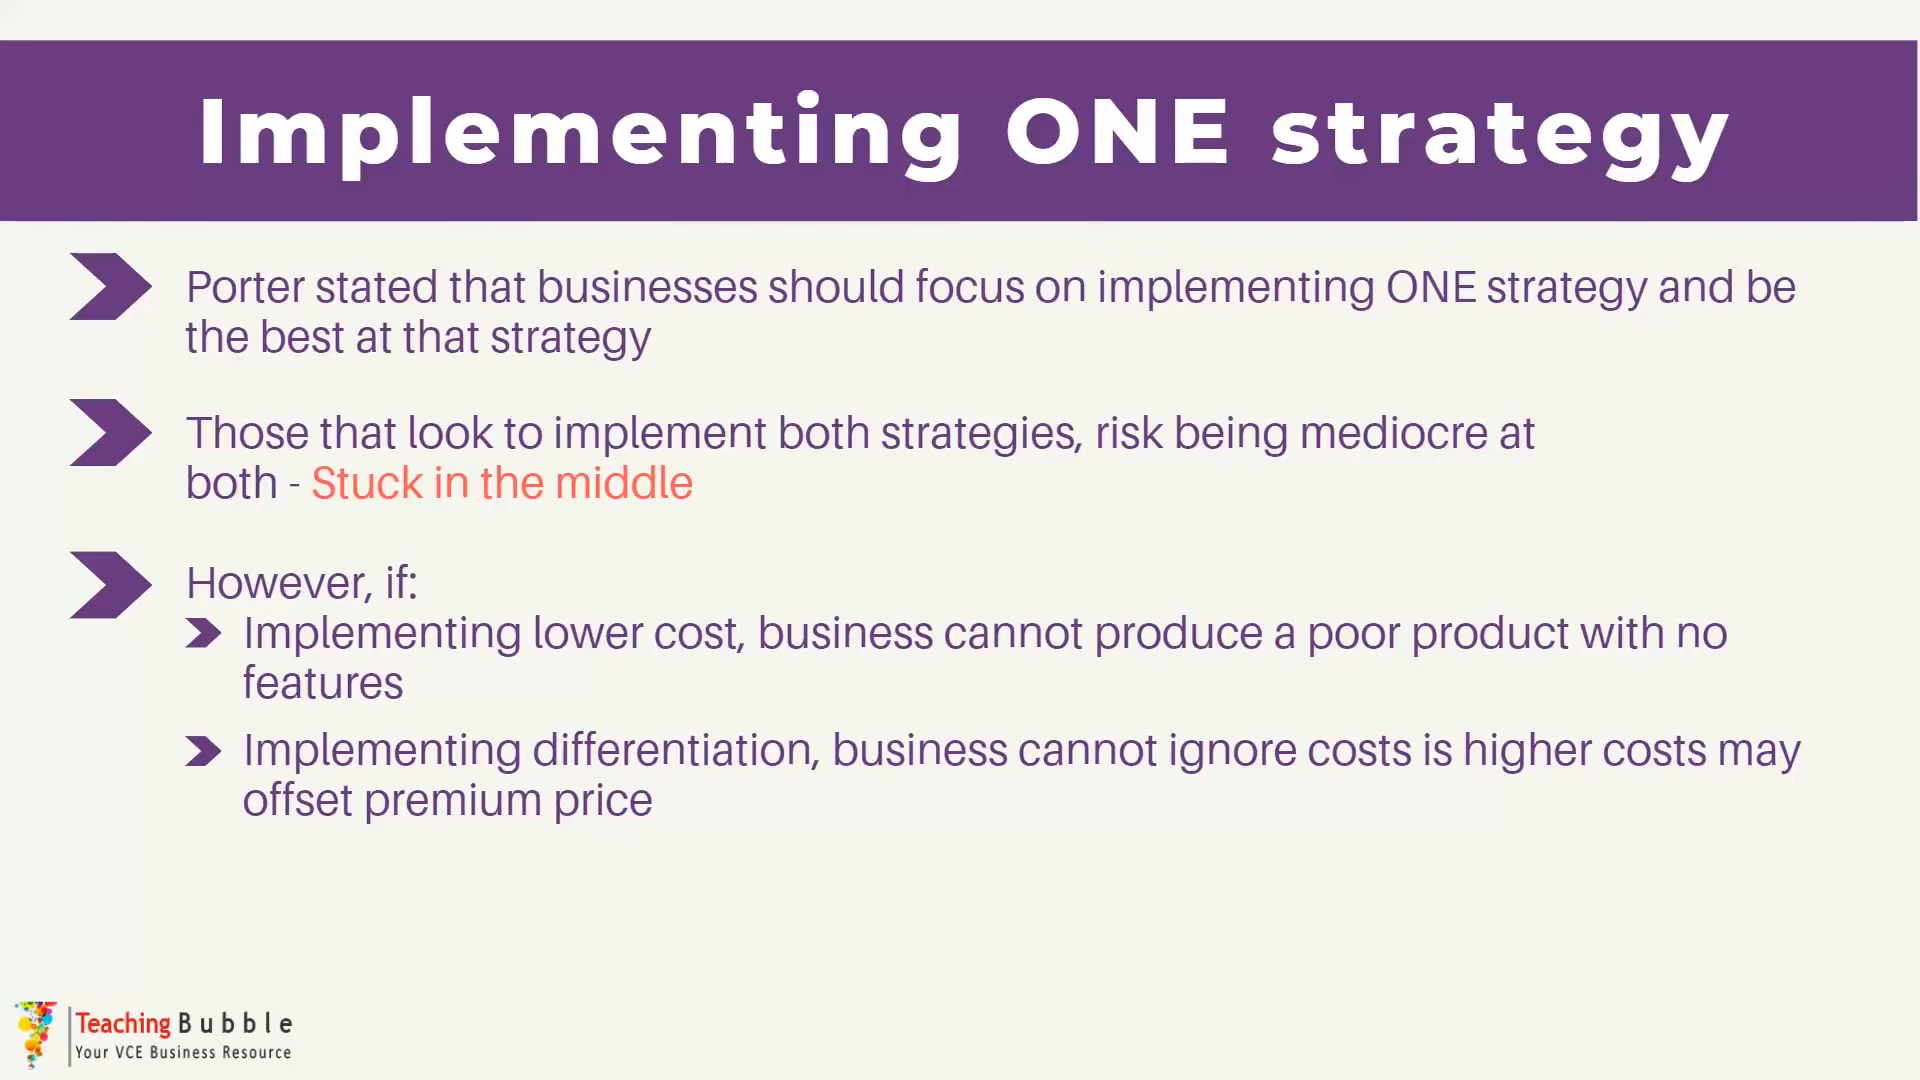 Implementing ONE strategy
Porter stated that businesses should focus on implementing ONE strategy and be
the best at that strategy
Those that look to implement both strategies, risk being mediocre at
both - Stuck in the middle
However, if:
Implementing lower cost, business cannot produce a poor product with no
features
Implementing differentiation, business cannot ignore costs is higher costs may
offset premium price
Teaching Bubble
Your VCE Business Resource